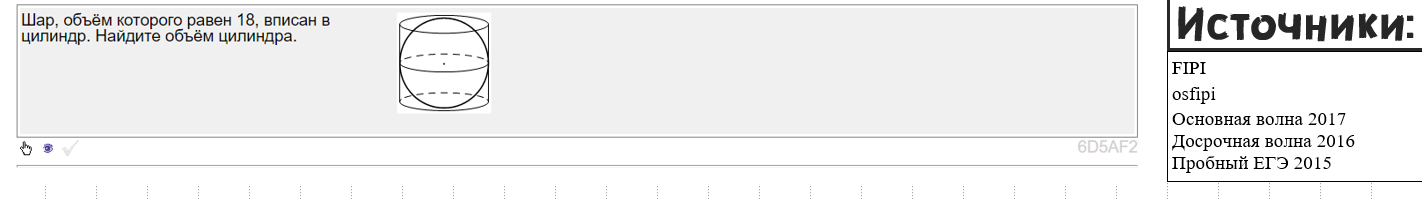 Шар, объём которого равен 18, вписан в
цилиндр. Найдите объём цилиндра.
6D5AF2
Источники:
FIPI
osfipi
Основная волна 2017
Досрочная волна 2016
Пробный ЕГЭ 2015